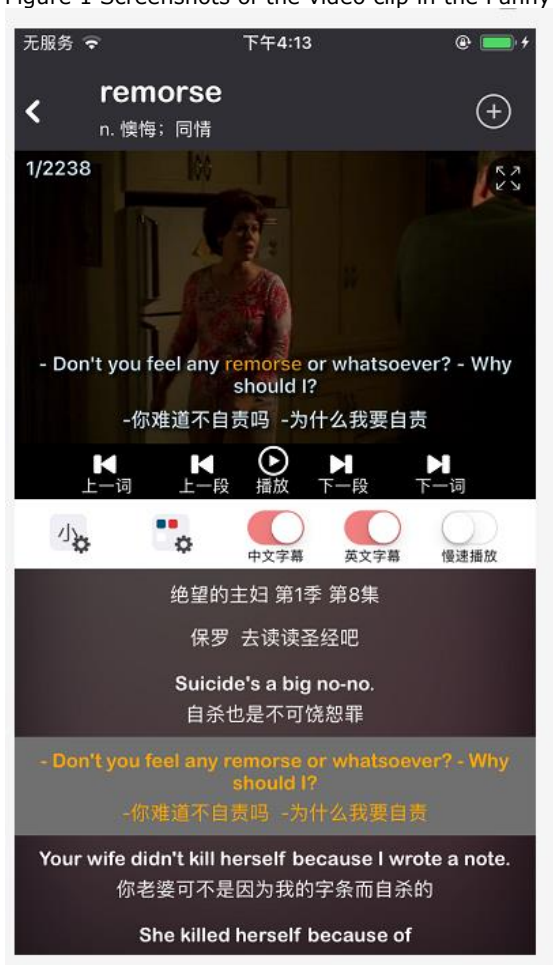 Figure 1 Screenshots of the video clip in the Funny
无服务 下午4:13
remorse
n. 懊悔；同情
1/2238
- Don't you feel any remorse or whatsoever? - Why
should I?
-你难道不自责吗 -为什么我要自责
上一词 上一段 播放 下一段 下一词
小
中文字幕 英文字幕 慢速播放
绝望的主妇 第1季 第8集
保罗 去读读圣经吧
Suicide's a big no-no.
自杀也是不可饶恕罪
- Don't you feel any remorse or whatsoever? - Why
should I?
-你难道不自责吗 -为什么我要自责
Your wife didn't kill herself because I wrote a note.
你老婆可不是因为我的字条而自杀的
She killed herself because of